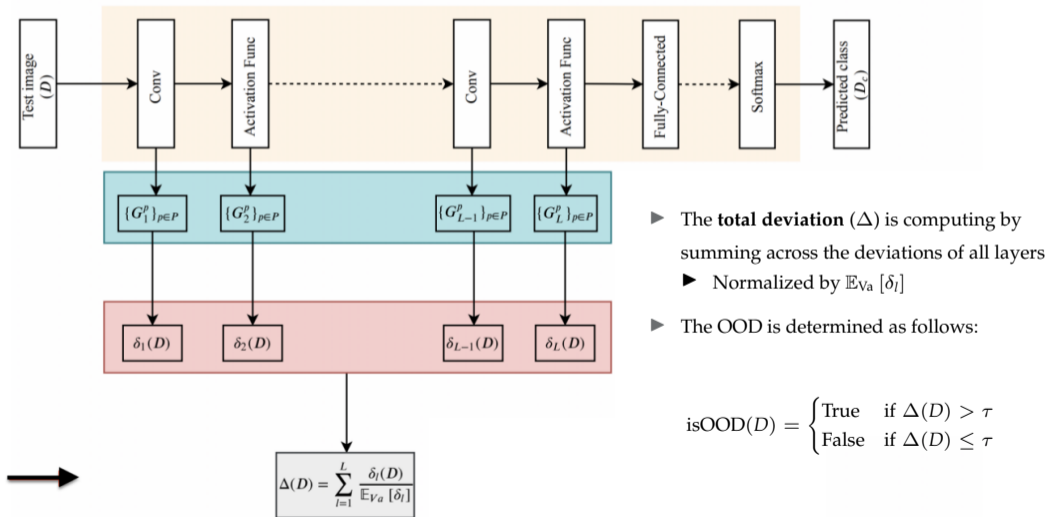 Test image
(D)
Conv
Activation Func
Conv
Activation Func
Fully-Connected
Softmax
Predicted class
(D_c)
{G_1^p}_{p∈P}
{G_2^p}_{p∈P}
{G_{L−1}^p}_{p∈P}
{G_L^p}_{p∈P}
δ_1(D)
δ_2(D)
δ_{L−1}(D)
δ_L(D)
Δ(D) = ∑_{l=1}^{L} δ_l(D) / 𝔼_{Va} [δ_l]
The total deviation (Δ) is computing by
summing across the deviations of all layers
Normalized by 𝔼_{Va} [δ_l]
The OOD is determined as follows:
isOOD(D) = {
True if Δ(D) > τ
False if Δ(D) ≤ τ